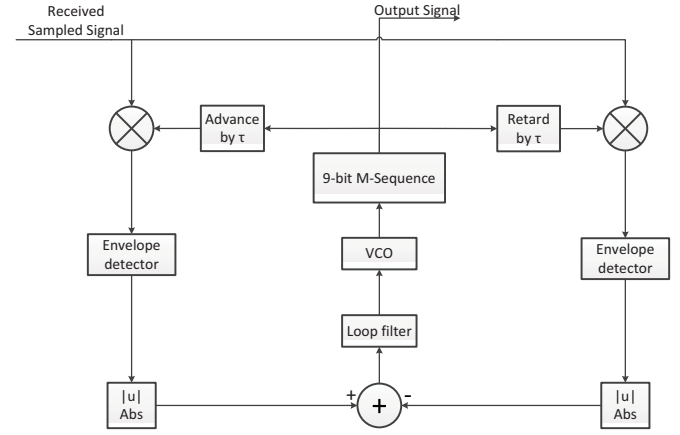 Received
Sampled Signal
Output Signal
Advance
by τ
Retard
by τ
9-bit M-Sequence
Envelope
detector
VCO
Envelope
detector
Loop filter
|u|
Abs
+
+
-
|u|
Abs